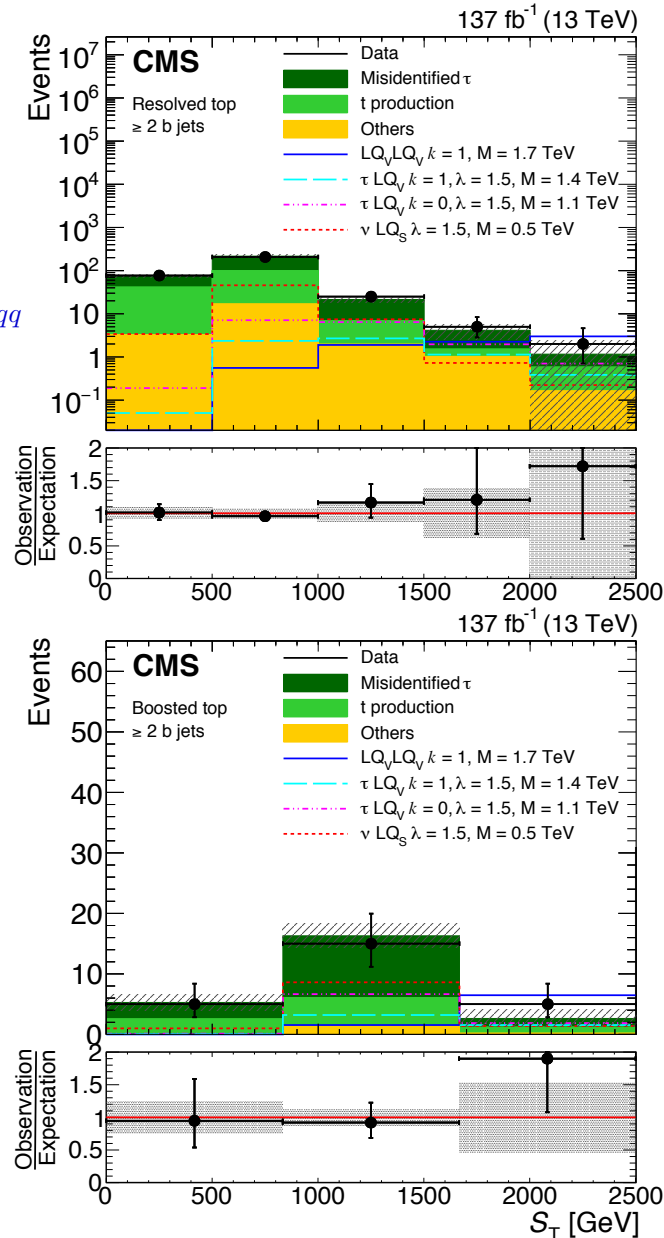 137 fb⁻¹ (13 TeV)
CMS
Resolved top
≥ 2 b jets
Data
Misidentified τ
t production
Others
LQ_V LQ_V k = 1, M = 1.7 TeV
τ LQ_V k = 1, λ = 1.5, M = 1.4 TeV
τ LQ_V k = 0, λ = 1.5, M = 1.1 TeV
ν LQ_S λ = 1.5, M = 0.5 TeV
Events
10⁷
10⁶
10⁵
10⁴
10³
10²
10
1
10⁻¹
qq
Observation
Expectation
2
1.5
1
0.5
0
0 500 1000 1500 2000 2500
137 fb⁻¹ (13 TeV)
CMS
Boosted top
≥ 2 b jets
Data
Misidentified τ
t production
Others
LQ_V LQ_V k = 1, M = 1.7 TeV
τ LQ_V k = 1, λ = 1.5, M = 1.4 TeV
τ LQ_V k = 0, λ = 1.5, M = 1.1 TeV
ν LQ_S λ = 1.5, M = 0.5 TeV
Events
60
50
40
30
20
10
0
Observation
Expectation
2
1.5
1
0.5
0
0 500 1000 1500 2000 2500
S_T [GeV]